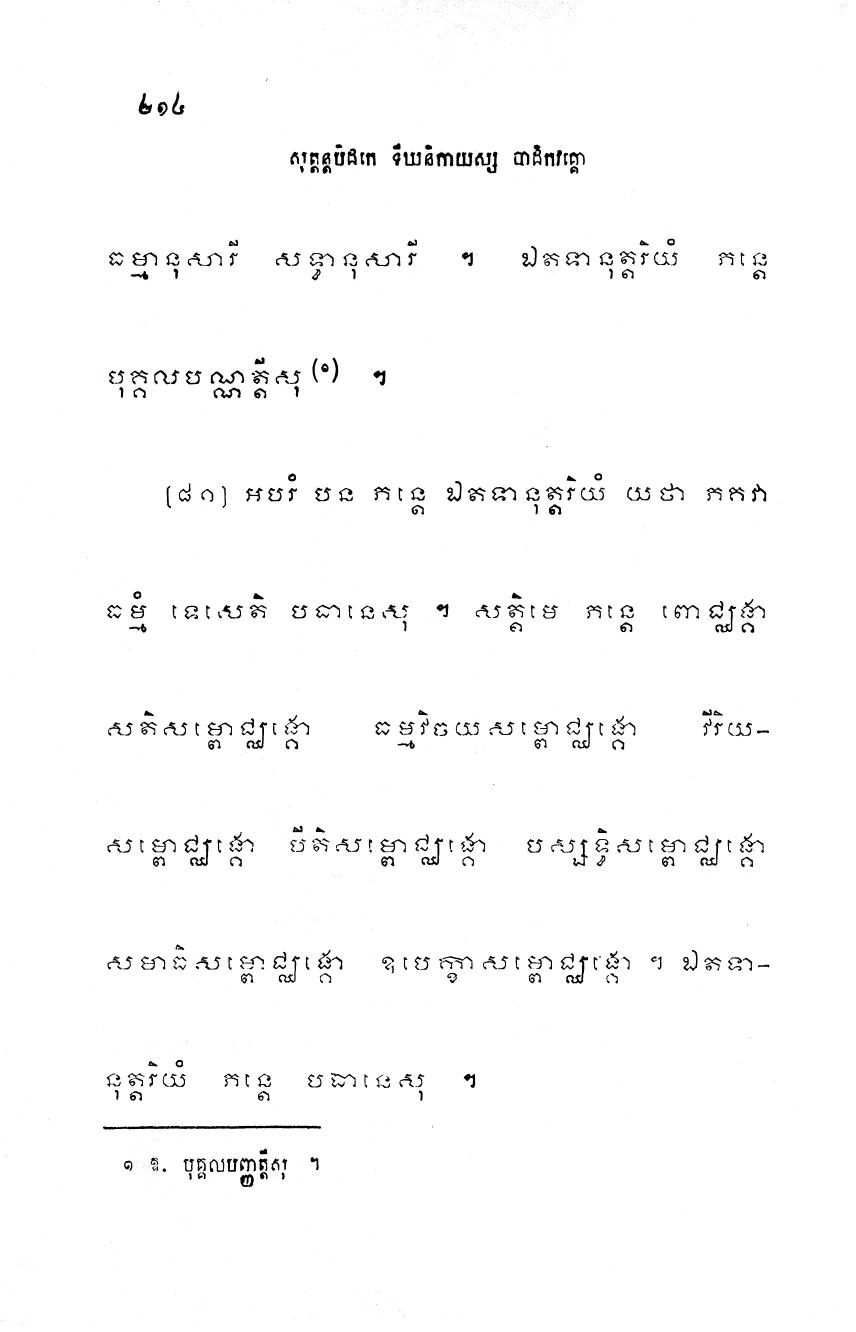 ២១៤
សុត្តន្តបិដកេ ទីឃនិកាយស្ស បាដិកវគ្គោ
ធម្មានុសារី សទ្ធានុសារី ។ ឯតទានុត្តរិយំ ភន្តេ
បុគ្គលបណ្ណត្តីសុ (១) ។
[៨១] អបរំ បន ភន្តេ ឯតទានុត្តរិយំ យថា ភគវា
ធម្មំ ទេសេតិ បធានេសុ ។ សត្តិមេ ភន្តេ ពោជ្ឈង្គា
សតិសម្ពោជ្ឈង្គោ ធម្មវិចយសម្ពោជ្ឈង្គោ វីរិយ-
សម្ពោជ្ឈង្គោ បីតិសម្ពោជ្ឈង្គោ បស្សទ្ធិសម្ពោជ្ឈង្គោ
សមាធិសម្ពោជ្ឈង្គោ ឧបេក្ខាសម្ពោជ្ឈង្គោ ។ ឯតទា-
នុត្តរិយំ ភន្តេ បធានេសុ ។
១ ឱ. បុគ្គលបញ្ញត្តីសុ ។